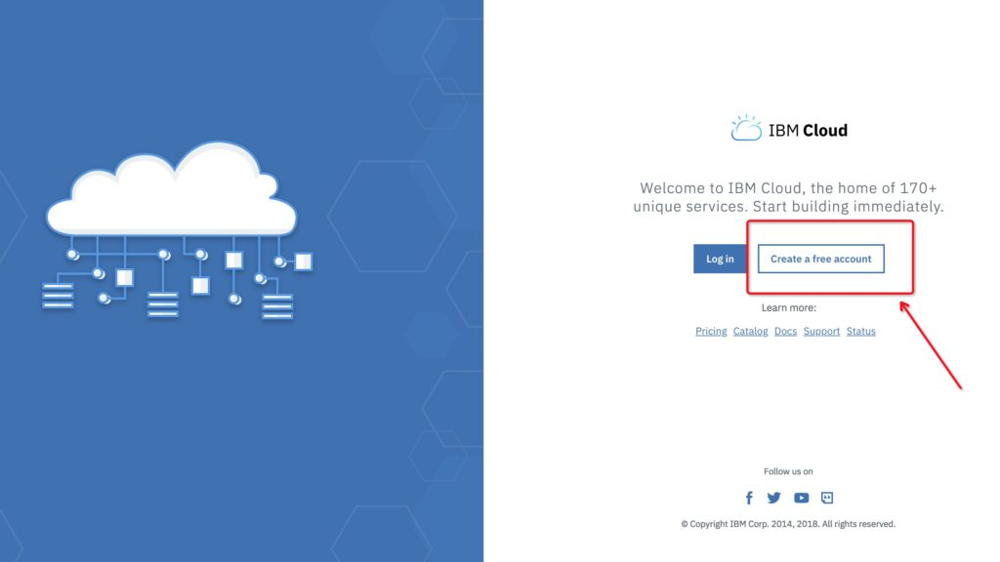 IBM Cloud
Welcome to IBM Cloud, the home of 170+
unique services. Start building immediately.
Log in Create a free account
Learn more:
Pricing Catalog Docs Support Status
Follow us on
© Copyright IBM Corp. 2014, 2018. All rights reserved.